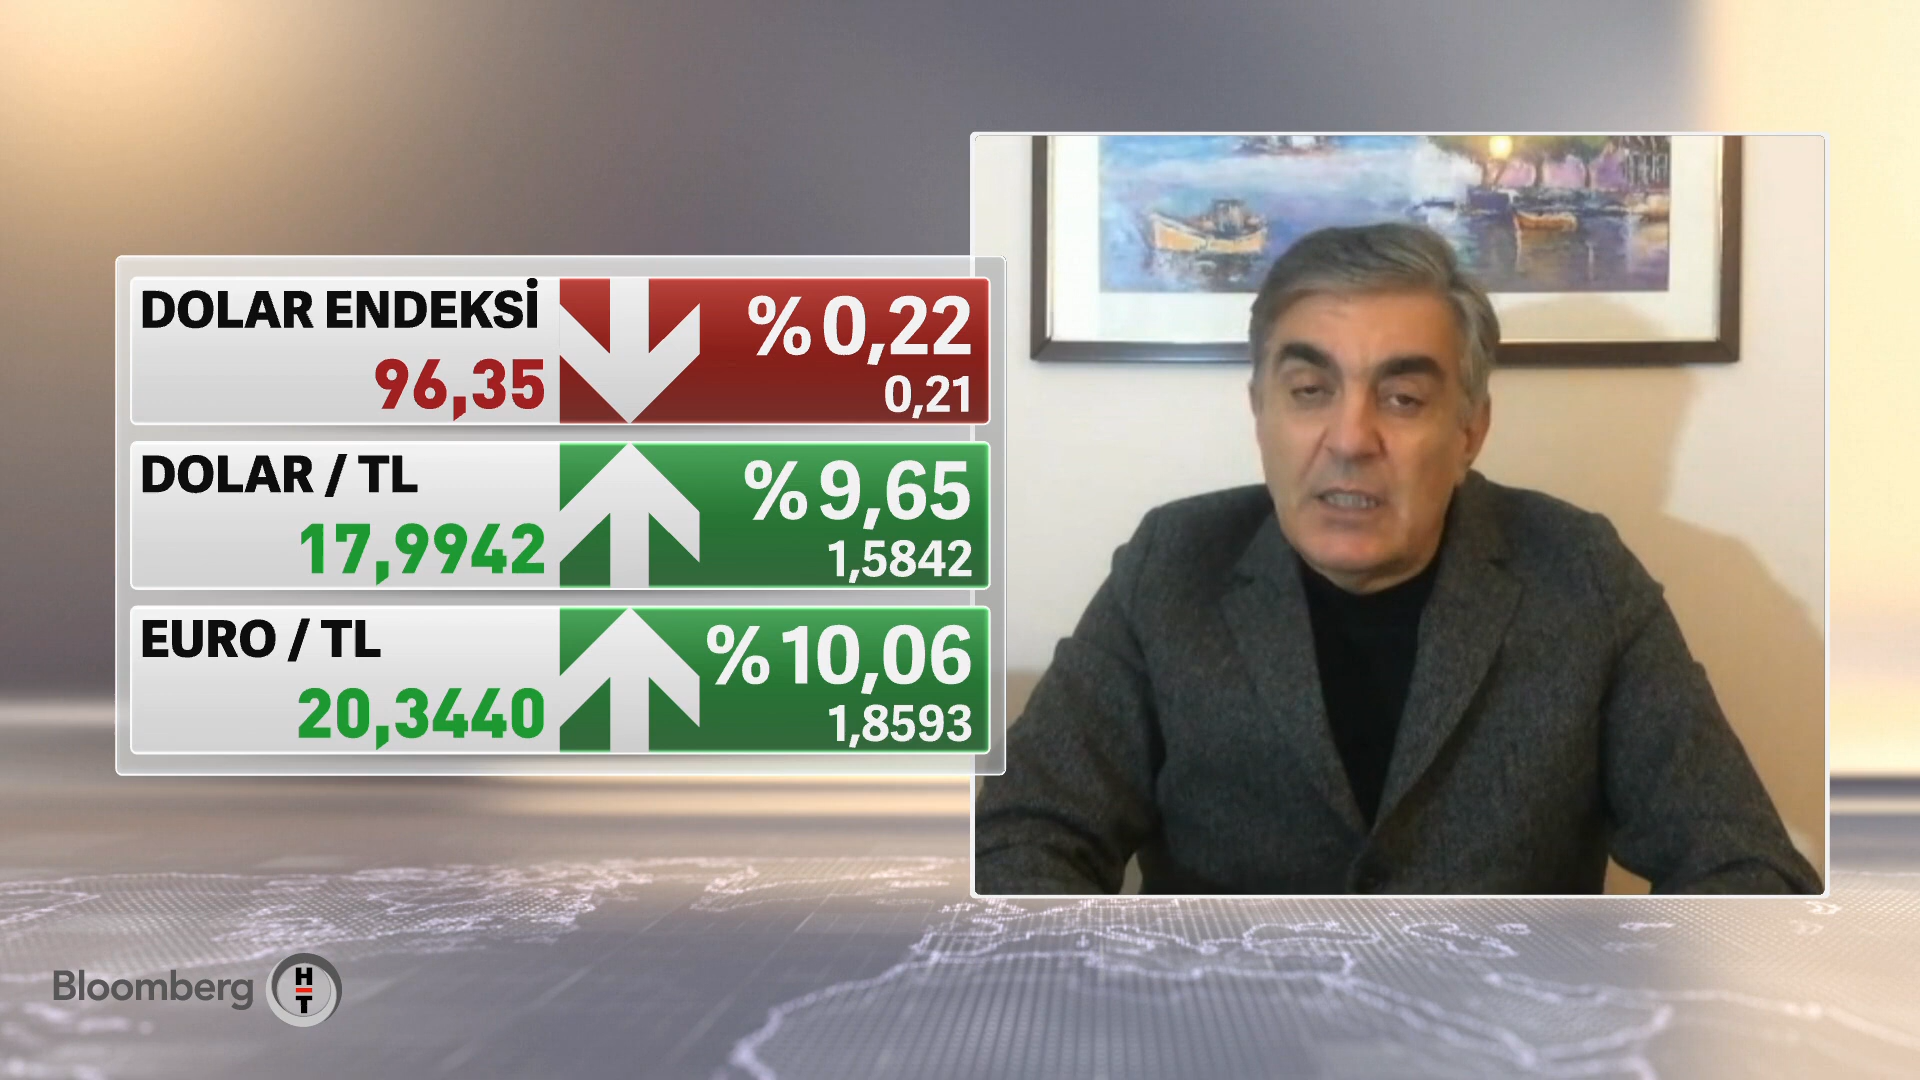 DOLAR ENDEKSİ
96,35
%0,22
0,21
DOLAR / TL
17,9942
%9,65
1,5842
EURO / TL
20,3440
%10,06
1,8593
Bloomberg HT